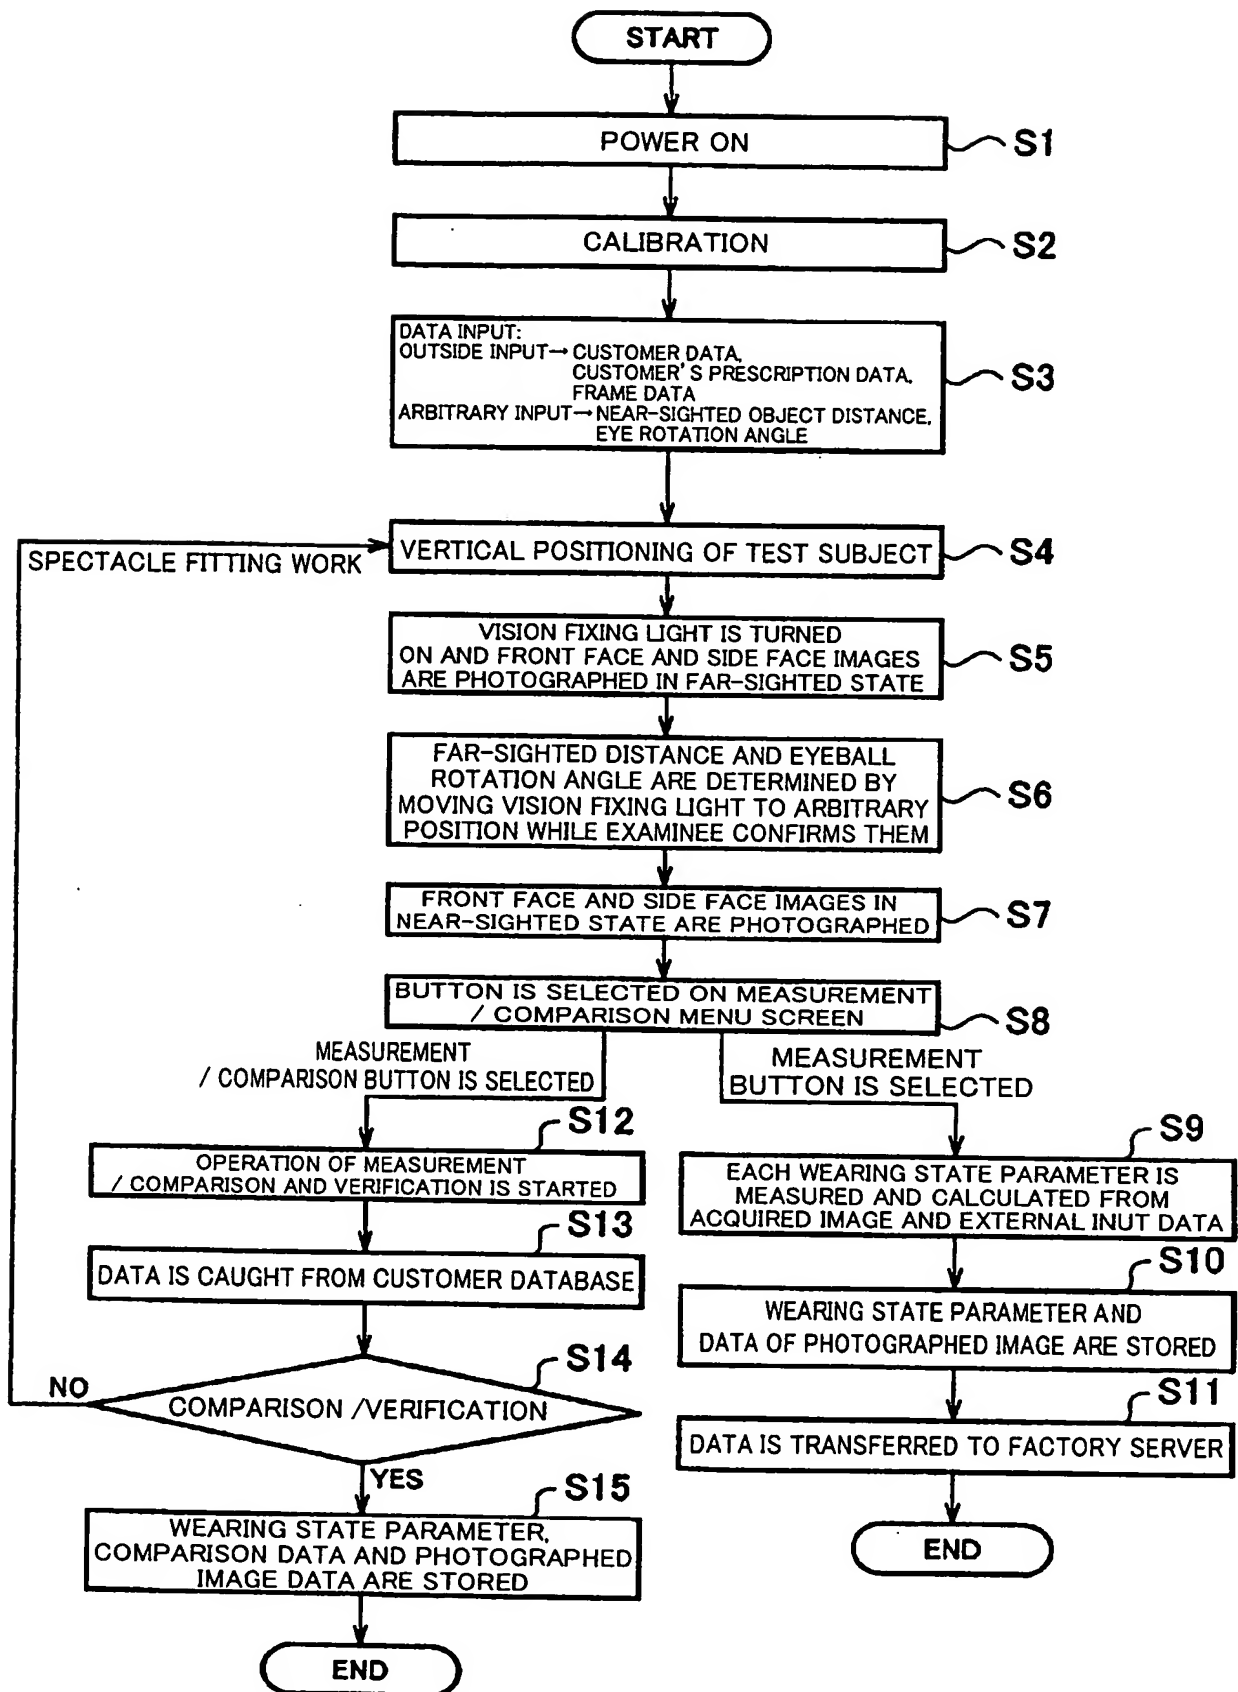 START
POWER ON
S1
CALIBRATION
S2
DATA INPUT:
OUTSIDE INPUT→ CUSTOMER DATA,
CUSTOMER'S PRESCRIPTION DATA,
FRAME DATA
ARBITRARY INPUT→ NEAR-SIGHTED OBJECT DISTANCE,
EYE ROTATION ANGLE
S3
SPECTACLE FITTING WORK
VERTICAL POSITIONING OF TEST SUBJECT
S4
VISION FIXING LIGHT IS TURNED
ON AND FRONT FACE AND SIDE FACE IMAGES
ARE PHOTOGRAPHED IN FAR-SIGHTED STATE
S5
FAR-SIGHTED DISTANCE AND EYEBALL
ROTATION ANGLE ARE DETERMINED BY
MOVING VISION FIXING LIGHT TO ARBITRARY
POSITION WHILE EXAMINEE CONFIRMS THEM
S6
FRONT FACE AND SIDE FACE IMAGES IN
NEAR-SIGHTED STATE ARE PHOTOGRAPHED
S7
BUTTON IS SELECTED ON MEASUREMENT
/ COMPARISON MENU SCREEN
S8
MEASUREMENT
/ COMPARISON BUTTON IS SELECTED
MEASUREMENT
BUTTON IS SELECTED
S12
OPERATION OF MEASUREMENT
/ COMPARISON AND VERIFICATION IS STARTED
S13
DATA IS CAUGHT FROM CUSTOMER DATABASE
S14
NO
COMPARISON /VERIFICATION
YES
S15
WEARING STATE PARAMETER,
COMPARISON DATA AND PHOTOGRAPHED
IMAGE DATA ARE STORED
END
S9
EACH WEARING STATE PARAMETER IS
MEASURED AND CALCULATED FROM
ACQUIRED IMAGE AND EXTERNAL INUT DATA
S10
WEARING STATE PARAMETER AND
DATA OF PHOTOGRAPHED IMAGE ARE STORED
S11
DATA IS TRANSFERRED TO FACTORY SERVER
END